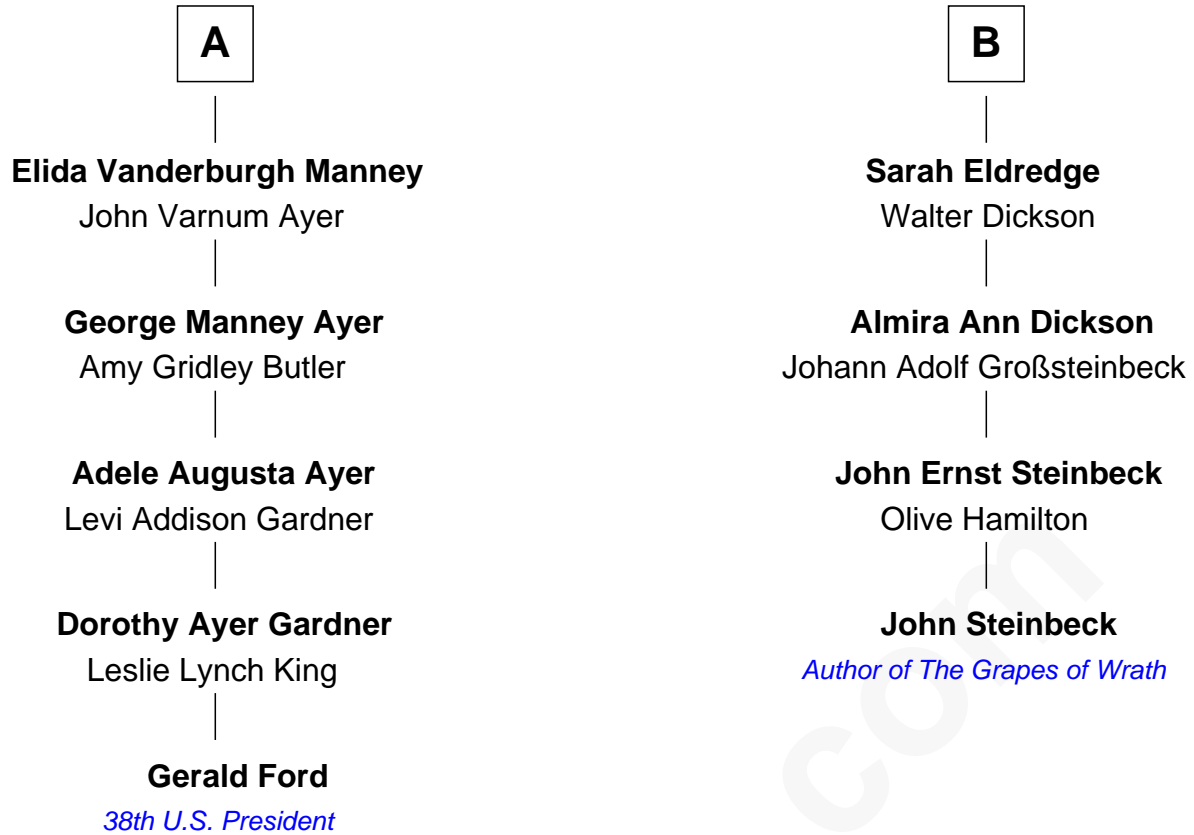 A
B
Elida Vanderburgh Manney
John Varnum Ayer
Sarah Eldredge
Walter Dickson
George Manney Ayer
Amy Gridley Butler
Almira Ann Dickson
Johann Adolf Großsteinbeck
Adele Augusta Ayer
Levi Addison Gardner
John Ernst Steinbeck
Olive Hamilton
Dorothy Ayer Gardner
Leslie Lynch King
John Steinbeck
Author of The Grapes of Wrath
Gerald Ford
38th U.S. President
com